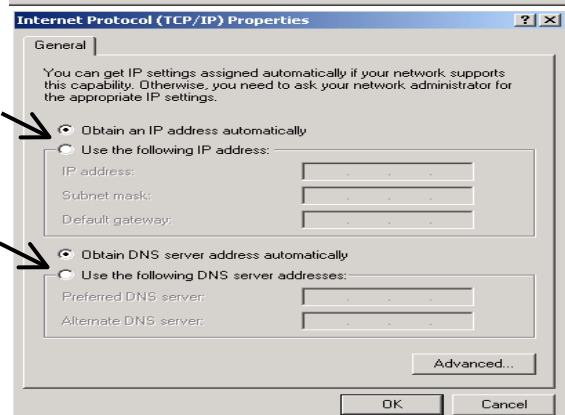 Internet Protocol (TCP/IP) Properties
General
You can get IP settings assigned automatically if your network supports
this capability. Otherwise, you need to ask your network administrator for
the appropriate IP settings.
Obtain an IP address automatically
Use the following IP address:
IP address:
Subnet mask:
Default gateway:
Obtain DNS server address automatically
Use the following DNS server addresses:
Preferred DNS server:
Alternate DNS server:
Advanced...
OK Cancel